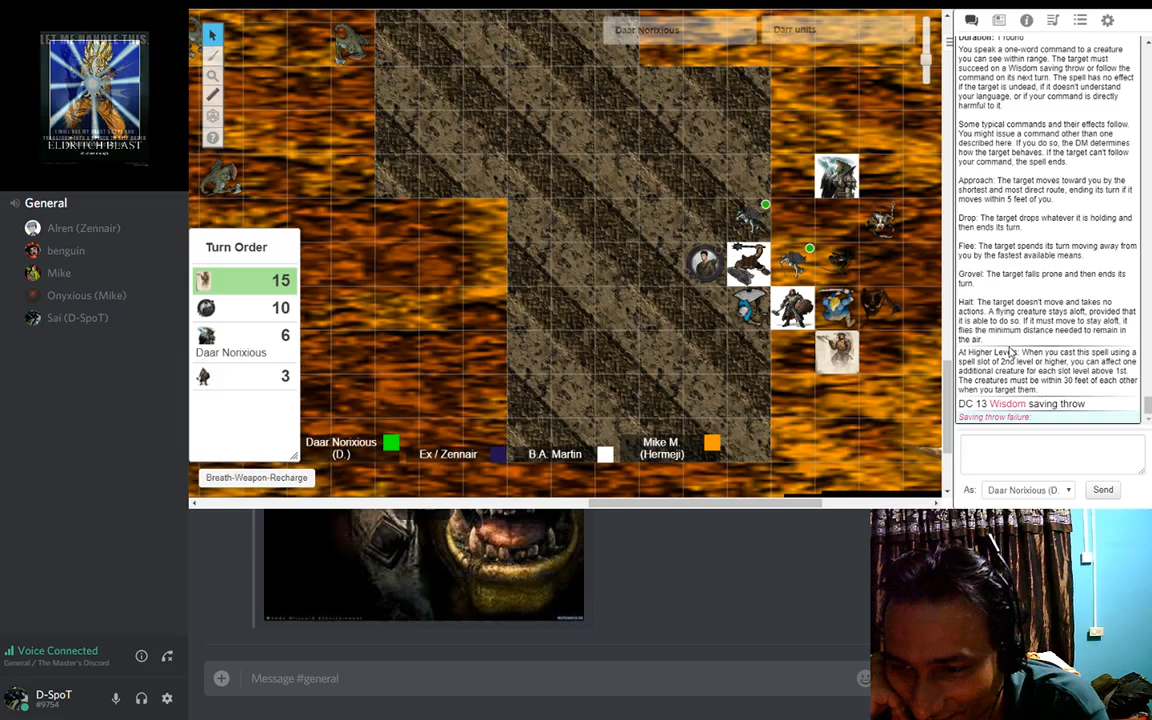 LET ME HANDLE THIS.
ELDRITCH BLAST
General
Alren (Zennair)
benguin
Mike
Onyxious (Mike)
Sai (D-SpoT)
Voice Connected
General / The Master's Discord
D-SpoT
#9754
Daar Norixious
Darr units
Turn Order
15
10
6
Daar Norixious
3
Breath-Weapon-Recharge
Daar Norixious
(D.)
Ex / Zennair
B.A. Martin
Mike M.
(Hermeji)
Message #general
Duration: 1 round
You speak a one-word command to a creature
you can see within range. The target must
succeed on a Wisdom saving throw or follow the
command on its next turn. The spell has no effect
if the target is undead, if it doesn't understand
your language, or if your command is directly
harmful to it.
Some typical commands and their effects follow.
You might issue a command other than one
described here. If you do so, the DM determines
how the target behaves. If the target can't follow
your command, the spell ends.
Approach: The target moves toward you by the
shortest and most direct route, ending its turn if it
moves within 5 feet of you.
Drop: The target drops whatever it is holding and
then ends its turn.
Flee: The target spends its turn moving away from
you by the fastest available means.
Grovel: The target falls prone and then ends its
turn.
Halt: The target doesn't move and takes no
actions. A flying creature stays aloft, provided that
it is able to do so. If it must move to stay aloft, it
flies the minimum distance needed to remain in
the air.
At Higher Levels: When you cast this spell using a
spell slot of 2nd level or higher, you can affect one
additional creature for each slot level above 1st.
The creatures must be within 30 feet of each other
when you target them.
DC 13 Wisdom saving throw
Saving throw failure:
As:
Daar Norixious (D.
Send